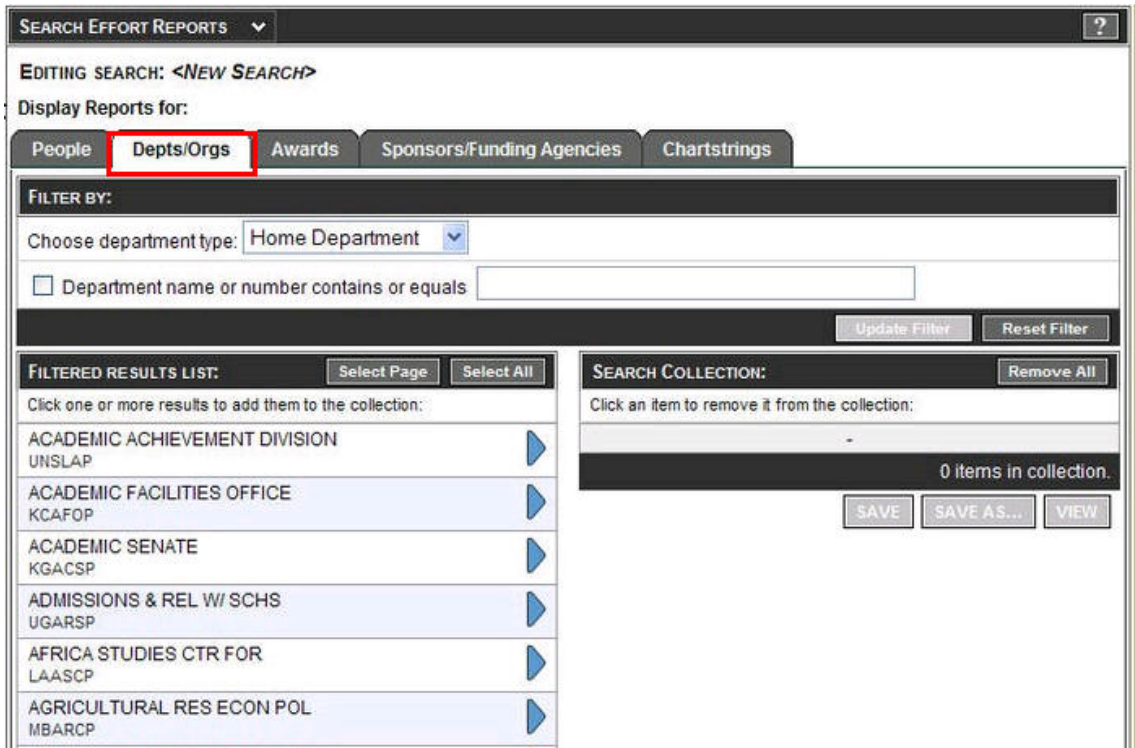 SEARCH EFFORT REPORTS ?
EDITING SEARCH: <NEW SEARCH>
Display Reports for:
People Depts/Orgs Awards Sponsors/Funding Agencies Chartstrings
FILTER BY:
Choose department type: Home Department
Department name or number contains or equals
Update Filter Reset Filter
FILTERED RESULTS LIST: Select Page Select All
Click one or more results to add them to the collection:
ACADEMIC ACHIEVEMENT DIVISION
UNSLAP
ACADEMIC FACILITIES OFFICE
KCAFOP
ACADEMIC SENATE
KGACSP
ADMISSIONS & REL W/ SCHS
UGARSP
AFRICA STUDIES CTR FOR
LAASCP
AGRICULTURAL RES ECON POL
MBARCP
SEARCH COLLECTION: Remove All
Click an item to remove it from the collection:
-
0 items in collection.
SAVE SAVE AS... VIEW